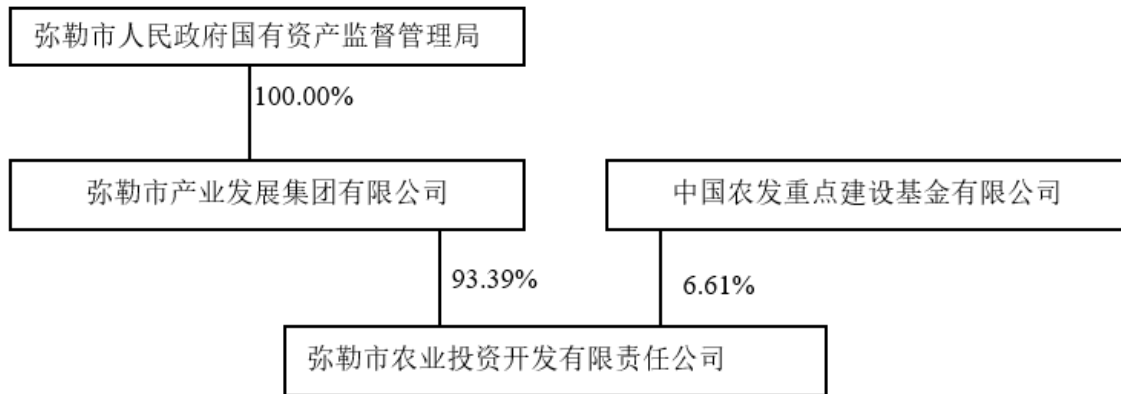 弥勒市人民政府国有资产监督管理局
100.00%
弥勒市产业发展集团有限公司
中国农发重点建设基金有限公司
93.39%
6.61%
弥勒市农业投资开发有限责任公司